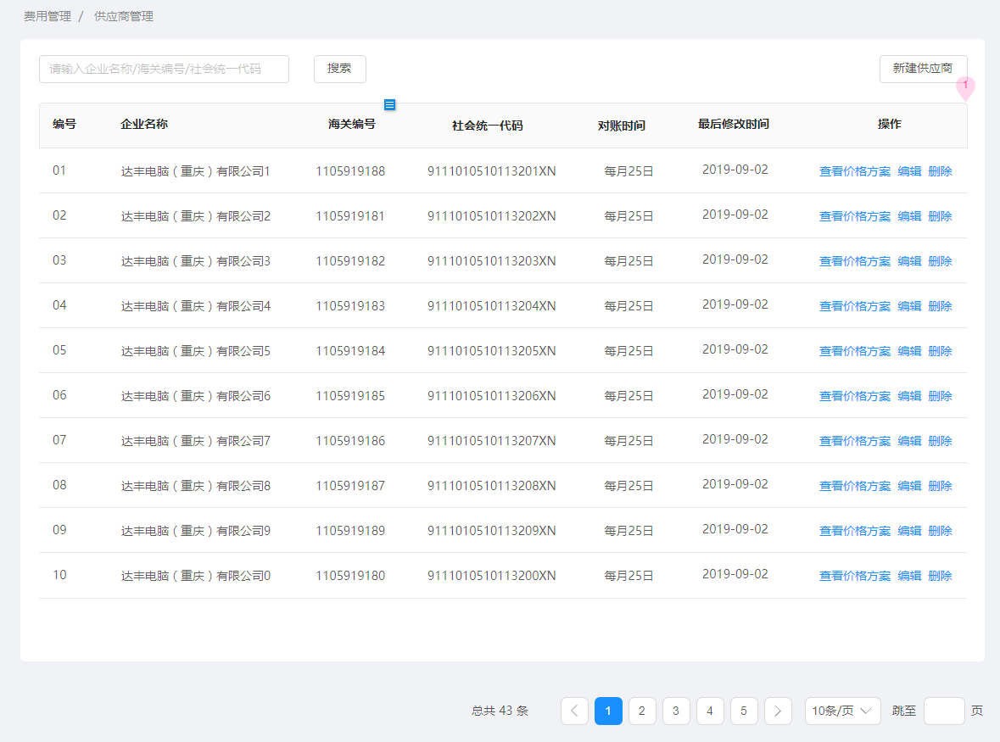 费用管理 / 供应商管理
请输入企业名称/海关编号/社会统一代码 搜索 新建供应商
1
编号 企业名称 海关编号 社会统一代码 对账时间 最后修改时间 操作
01 达丰电脑（重庆）有限公司1 1105919188 9111010510113201XN 每月25日 2019-09-02 查看价格方案 编辑 删除
02 达丰电脑（重庆）有限公司2 1105919181 9111010510113202XN 每月25日 2019-09-02 查看价格方案 编辑 删除
03 达丰电脑（重庆）有限公司3 1105919182 9111010510113203XN 每月25日 2019-09-02 查看价格方案 编辑 删除
04 达丰电脑（重庆）有限公司4 1105919183 9111010510113204XN 每月25日 2019-09-02 查看价格方案 编辑 删除
05 达丰电脑（重庆）有限公司5 1105919184 9111010510113205XN 每月25日 2019-09-02 查看价格方案 编辑 删除
06 达丰电脑（重庆）有限公司6 1105919185 9111010510113206XN 每月25日 2019-09-02 查看价格方案 编辑 删除
07 达丰电脑（重庆）有限公司7 1105919186 9111010510113207XN 每月25日 2019-09-02 查看价格方案 编辑 删除
08 达丰电脑（重庆）有限公司8 1105919187 9111010510113208XN 每月25日 2019-09-02 查看价格方案 编辑 删除
09 达丰电脑（重庆）有限公司9 1105919189 9111010510113209XN 每月25日 2019-09-02 查看价格方案 编辑 删除
10 达丰电脑（重庆）有限公司0 1105919180 9111010510113200XN 每月25日 2019-09-02 查看价格方案 编辑 删除
总共 43 条 1 2 3 4 5 10条/页 跳至 页